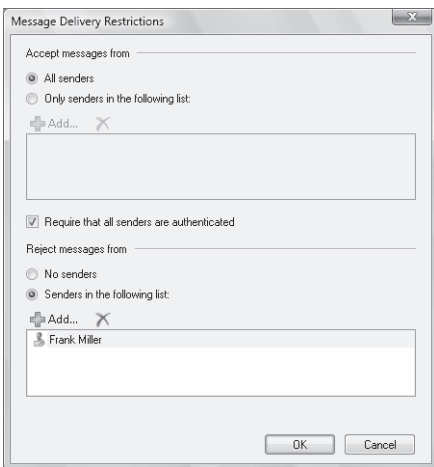 Message Delivery Restrictions
Accept messages from
All senders
Only senders in the following list:
Add...
Require that all senders are authenticated
Reject messages from
No senders
Senders in the following list:
Add...
Frank Miller
OK Cancel